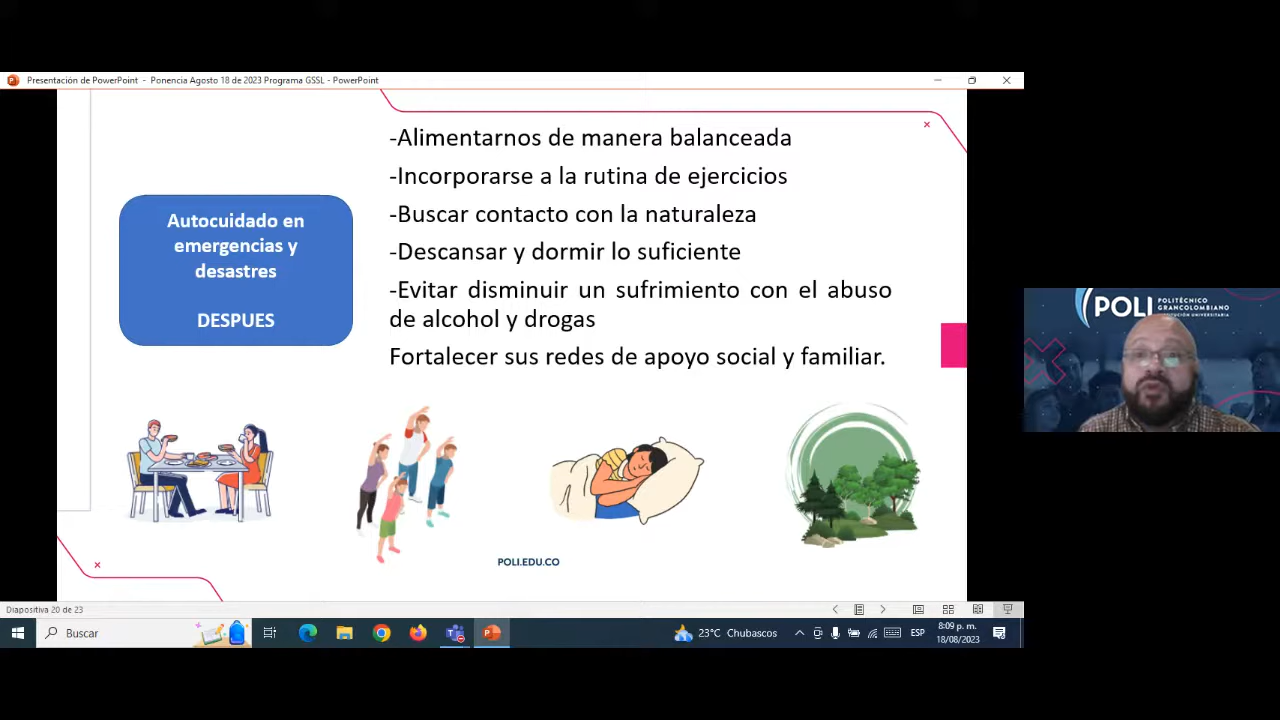 Presentación de PowerPoint - Ponencia Agosto 18 de 2023 Programa GSSL - PowerPoint
-Alimentarnos de manera balanceada
-Incorporarse a la rutina de ejercicios
-Buscar contacto con la naturaleza
-Descansar y dormir lo suficiente
-Evitar disminuir un sufrimiento con el abuso
de alcohol y drogas
Fortalecer sus redes de apoyo social y familiar.
Autocuidado en
emergencias y
desastres
DESPUES
POLI.EDU.CO
POLI
POLITÉCNICO
GRANCOLOMBIANO
INSTITUCIÓN UNIVERSITARIA
Diapositiva 20 de 23
Buscar
23°C Chubascos
ESP
8:09 p. m.
18/08/2023